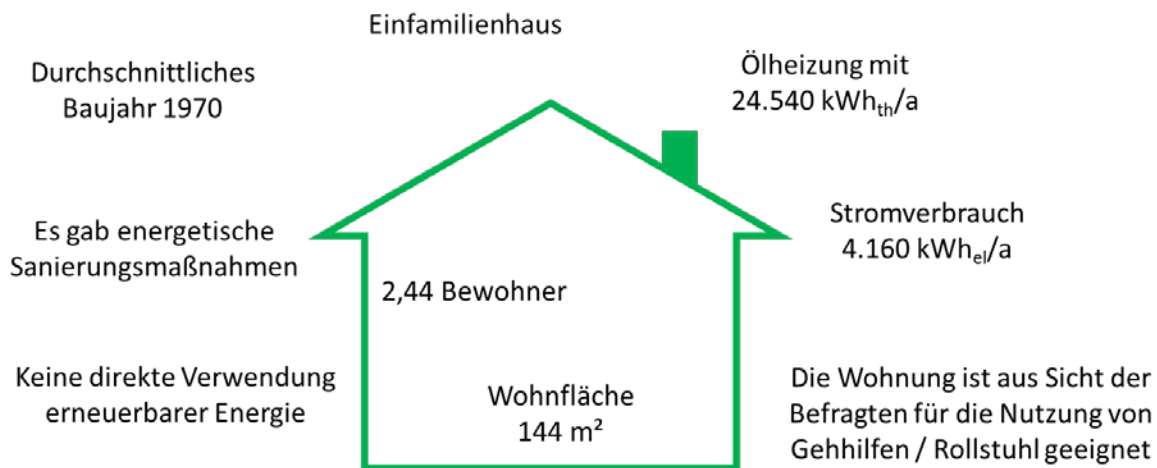 Einfamilienhaus
Durchschnittliches
Baujahr 1970
Ölheizung mit
24.540 kWhth/a
Es gab energetische
Sanierungsmaßnahmen
Stromverbrauch
4.160 kWhel/a
2,44 Bewohner
Keine direkte Verwendung
erneuerbarer Energie
Wohnfläche
144 m²
Die Wohnung ist aus Sicht der
Befragten für die Nutzung von
Gehhilfen / Rollstuhl geeignet